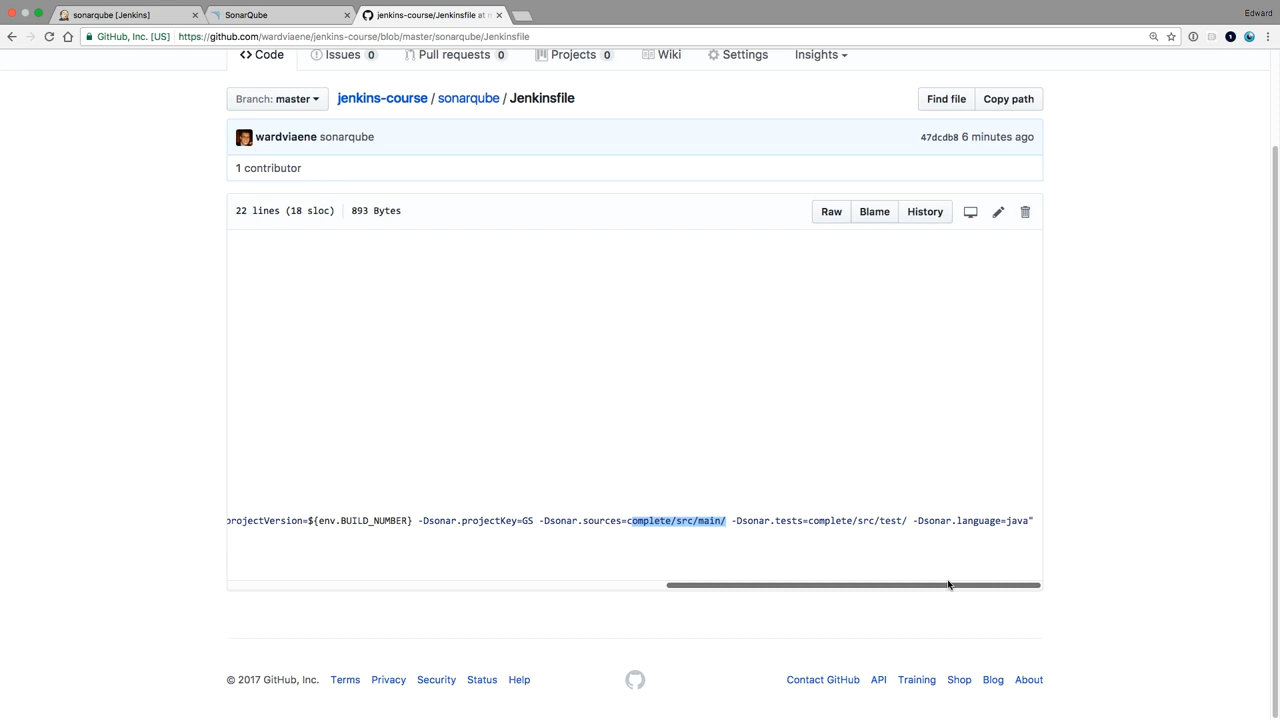 sonarqube [Jenkins]
SonarQube
jenkins-course/Jenkinsfile at m
Edward
GitHub, Inc. [US]
https://github.com/wardviaene/jenkins-course/blob/master/sonarqube/Jenkinsfile
Code
Issues 0
Pull requests 0
Projects 0
Wiki
Settings
Insights
Branch: master
jenkins-course / sonarqube / Jenkinsfile
Find file
Copy path
wardviaene sonarqube
47dcdb8 6 minutes ago
1 contributor
22 lines (18 sloc)
893 Bytes
Raw
Blame
History
projectVersion=${env.BUILD_NUMBER} -Dsonar.projectKey=GS -Dsonar.sources=complete/src/main/ -Dsonar.tests=complete/src/test/ -Dsonar.language=java"
© 2017 GitHub, Inc.
Terms
Privacy
Security
Status
Help
Contact GitHub
API
Training
Shop
Blog
About